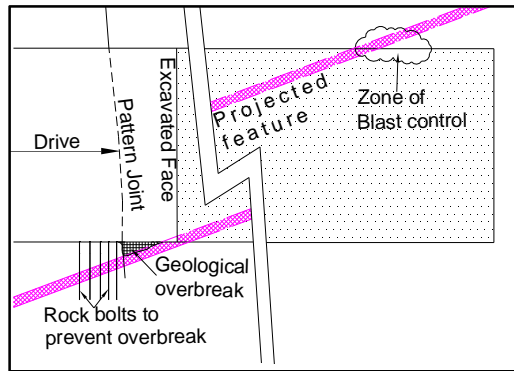 Drive
Pattern Joint
Excavated Face
Projected
feature
Zone of
Blast control
Geological
overbreak
Rock bolts to
prevent overbreak